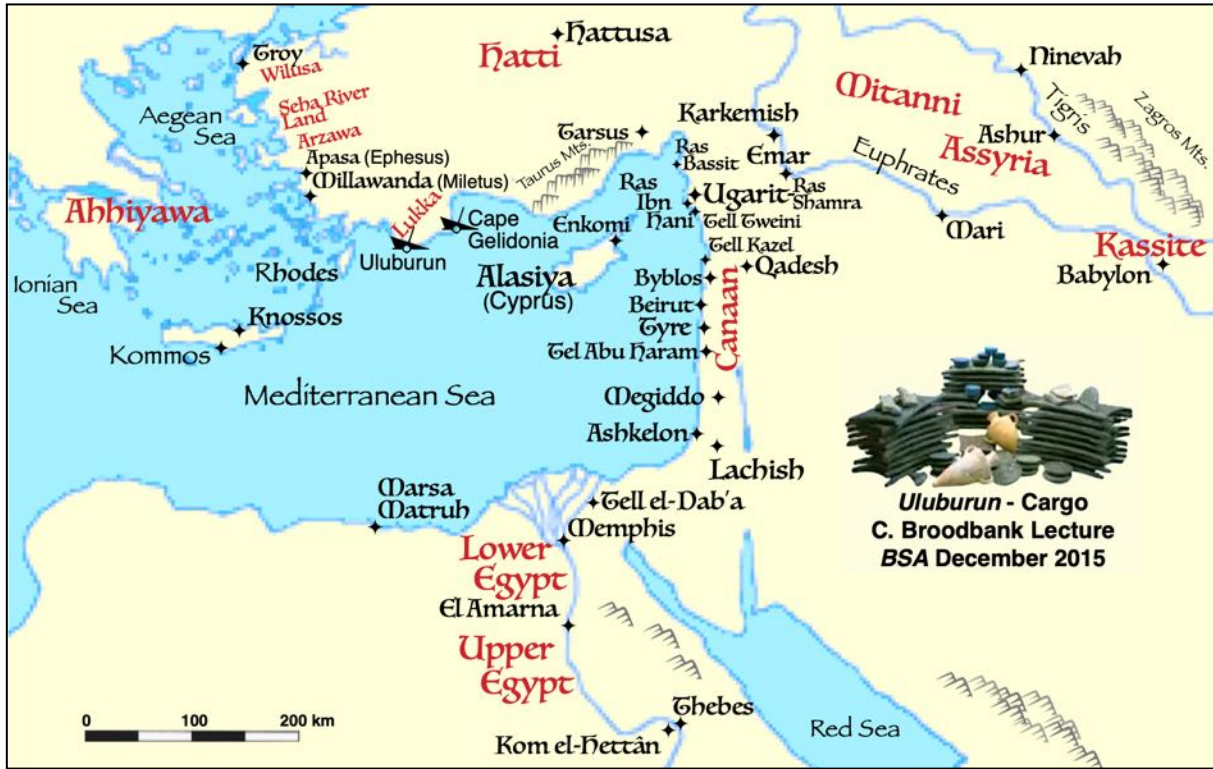 Hattusa
Hatti
Troy
Wilusa
Seha River
Land
Arzawa
Aegean
Sea
Apasa (Ephesus)
Millawanda (Miletus)
Ahhiyawa
Ionian
Sea
Lukka
Uluburun
Cape
Gelidonia
Rhodes
Knossos
Kommos
Tarsus
Taurus Mts.
Enkomi
Alasiya
(Cyprus)
Mediterranean Sea
Karkemish
Emar
Ras
Bassit
Ugarit-Ras
Shamra
Ras
Ibn
Hani
Tell Tweini
Tell Kazel
Qadesh
Byblos
Beirut
Tyre
Tel Abu Haram
Canaan
Megiddo
Ashkelon
Lachish
Mitanni
Assyria
Ninevah
Tigris
Ashur
Zagros Mts.
Euphrates
Mari
Kassite
Babylon
Marsa
Matruh
Tell el-Dab'a
Memphis
Lower
Egypt
El Amarna
Upper
Egypt
Thebes
Kom el-Hettân
Red Sea
Uluburun - Cargo
C. Broodbank Lecture
BSA December 2015
0 100 200 km